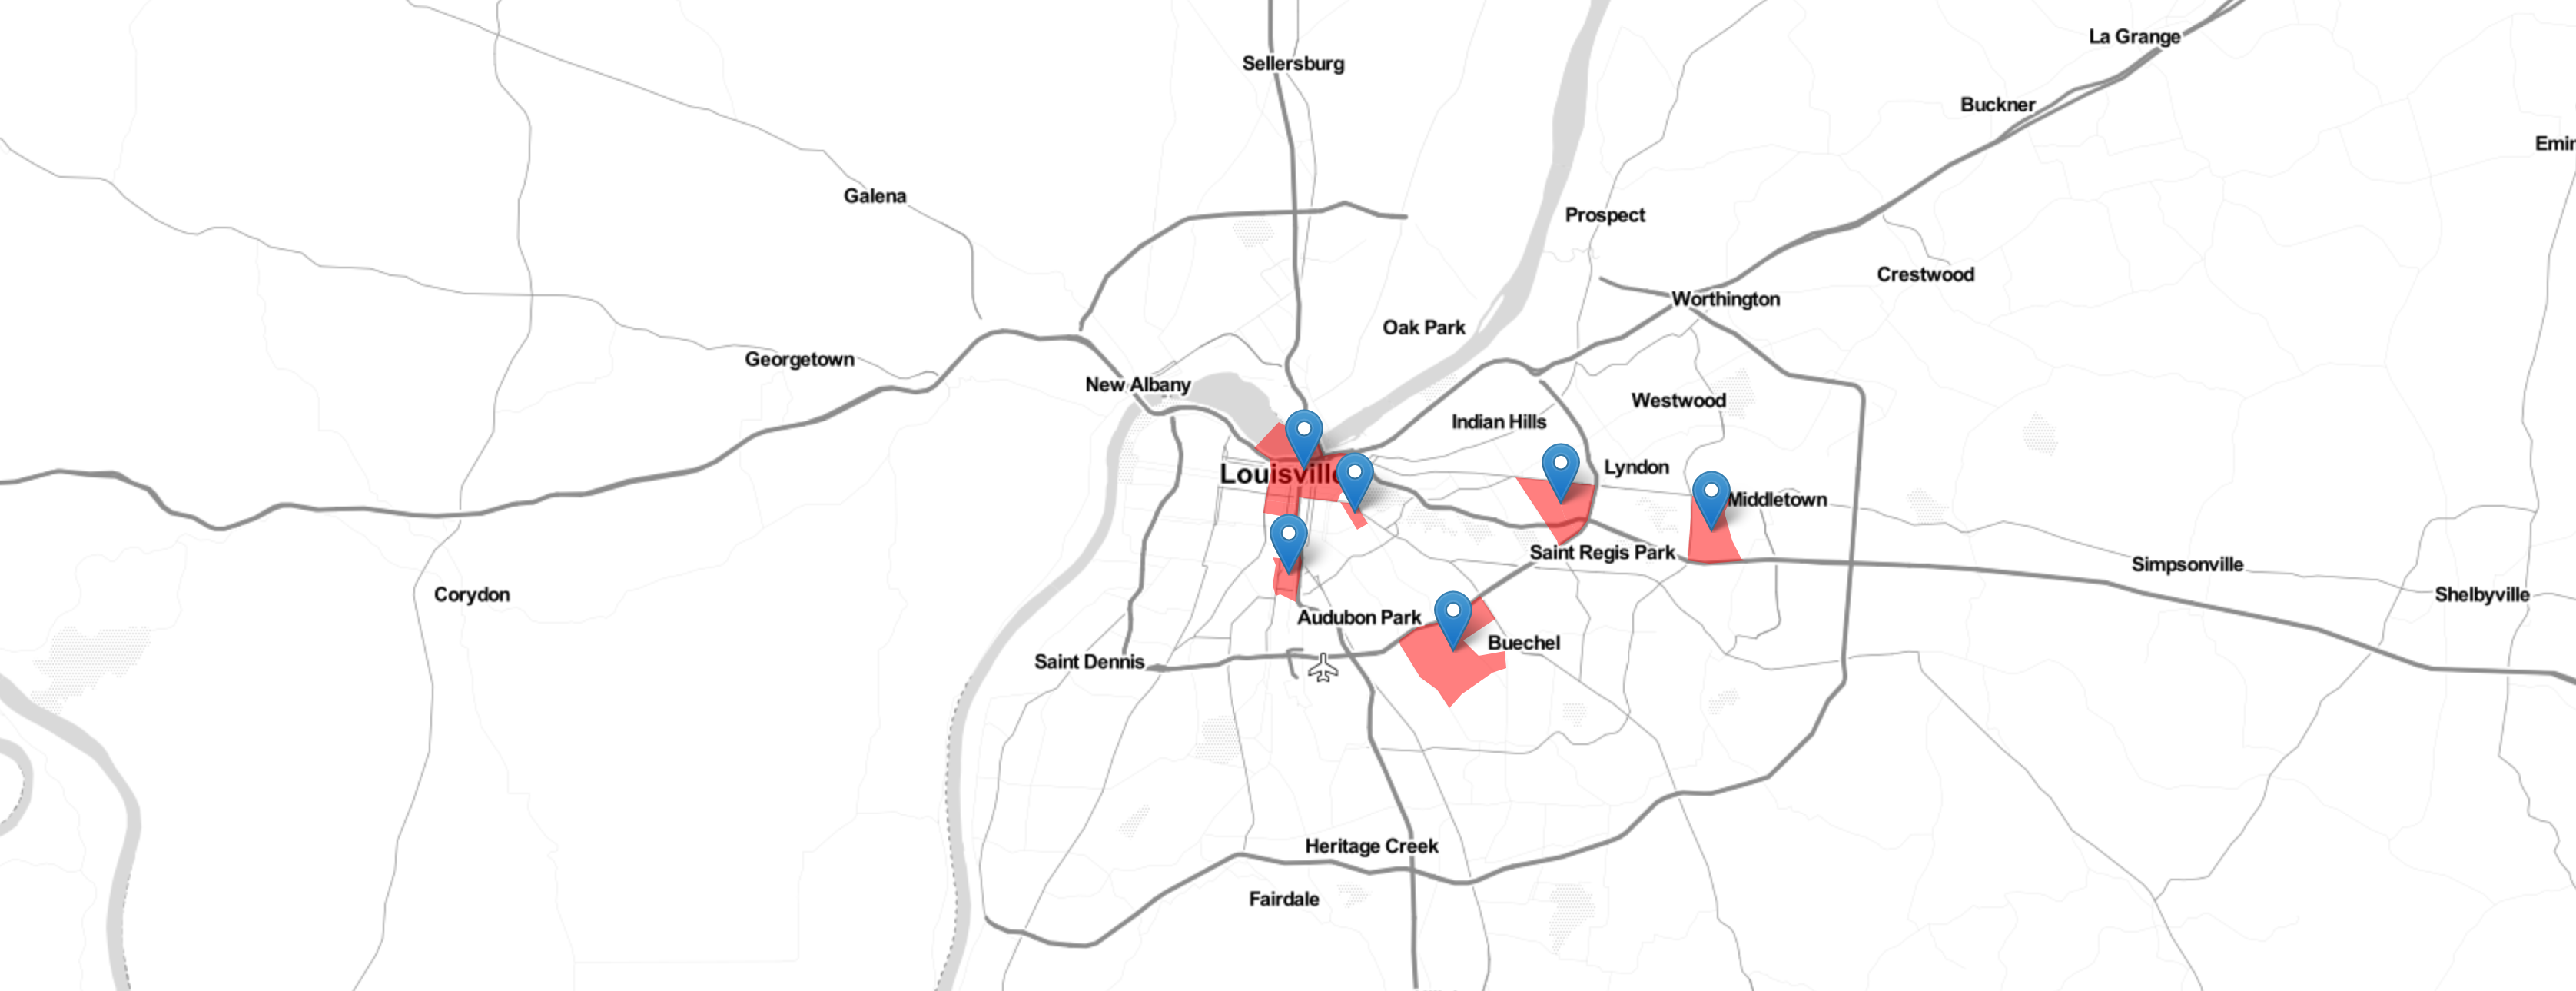 La Grange
Sellersburg
Buckner
Galena
Prospect
Crestwood
Worthington
Oak Park
Georgetown
New Albany
Westwood
Indian Hills
Lyndon
Louisville
Middletown
Saint Regis Park
Simpsonville
Corydon
Shelbyville
Audubon Park
Buechel
Saint Dennis
Heritage Creek
Fairdale